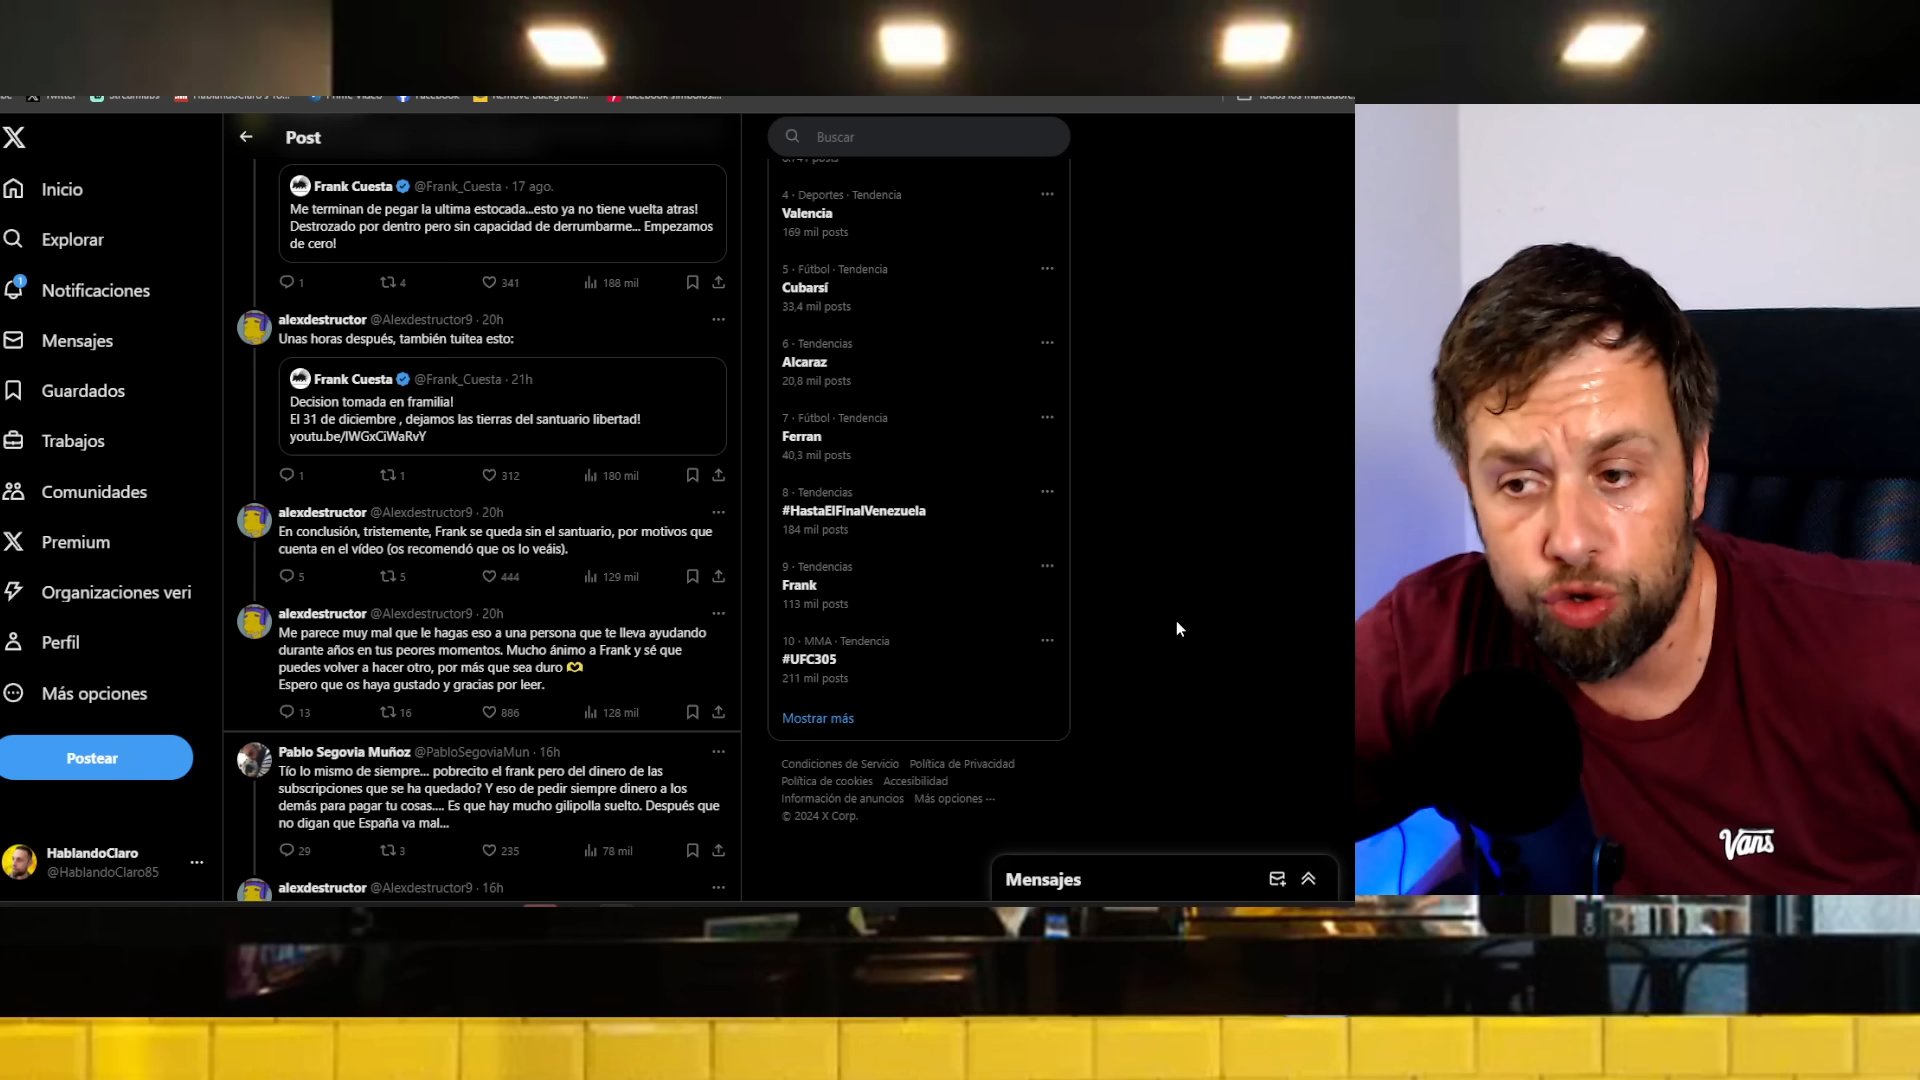 Twitter
Streamlabs
Prime Video
Facebook
Todos los marcadore
Post
Buscar
Inicio
Explorar
1
Notificaciones
Mensajes
Guardados
Trabajos
Comunidades
Premium
Organizaciones veri
Perfil
Más opciones
Postear
HablandoClaro
@HablandoClaro85
Frank Cuesta @Frank_Cuesta · 17 ago.
Me terminan de pegar la ultima estocada...esto ya no tiene vuelta atras!
Destrozado por dentro pero sin capacidad de derrumbarme... Empezamos
de cero!
1 4 341 188 mil
alexdestructor @Alexdestructor9 · 20h
Unas horas después, también tuitea esto:
Frank Cuesta @Frank_Cuesta · 21h
Decision tomada en framilia!
El 31 de diciembre , dejamos las tierras del santuario libertad!
youtu.be/IWGxCiWaRvY
1 1 312 180 mil
alexdestructor @Alexdestructor9 · 20h
En conclusión, tristemente, Frank se queda sin el santuario, por motivos que
cuenta en el vídeo (os recomendó que os lo veáis).
5 5 444 129 mil
alexdestructor @Alexdestructor9 · 20h
Me parece muy mal que le hagas eso a una persona que te lleva ayudando
durante años en tus peores momentos. Mucho ánimo a Frank y sé que
puedes volver a hacer otro, por más que sea duro
Espero que os haya gustado y gracias por leer.
13 16 886 128 mil
Pablo Segovia Muñoz @PabloSegoviaMun · 16h
Tío lo mismo de siempre... pobrecito el frank pero del dinero de las
subscripciones que se ha quedado? Y eso de pedir siempre dinero a los
demás para pagar tu cosas.... Es que hay mucho gilipolla suelto. Después que
no digan que España va mal...
29 3 235 78 mil
alexdestructor @Alexdestructor9 · 16h
4 · Deportes · Tendencia
Valencia
169 mil posts
5 · Fútbol · Tendencia
Cubarsí
33,4 mil posts
6 · Tendencias
Alcaraz
20,8 mil posts
7 · Fútbol · Tendencia
Ferran
40,3 mil posts
8 · Tendencias
#HastaElFinalVenezuela
184 mil posts
9 · Tendencias
Frank
113 mil posts
10 · MMA · Tendencia
#UFC305
211 mil posts
Mostrar más
Condiciones de Servicio Política de Privacidad
Política de cookies Accesibilidad
Información de anuncios Más opciones ···
© 2024 X Corp.
Mensajes
Vans